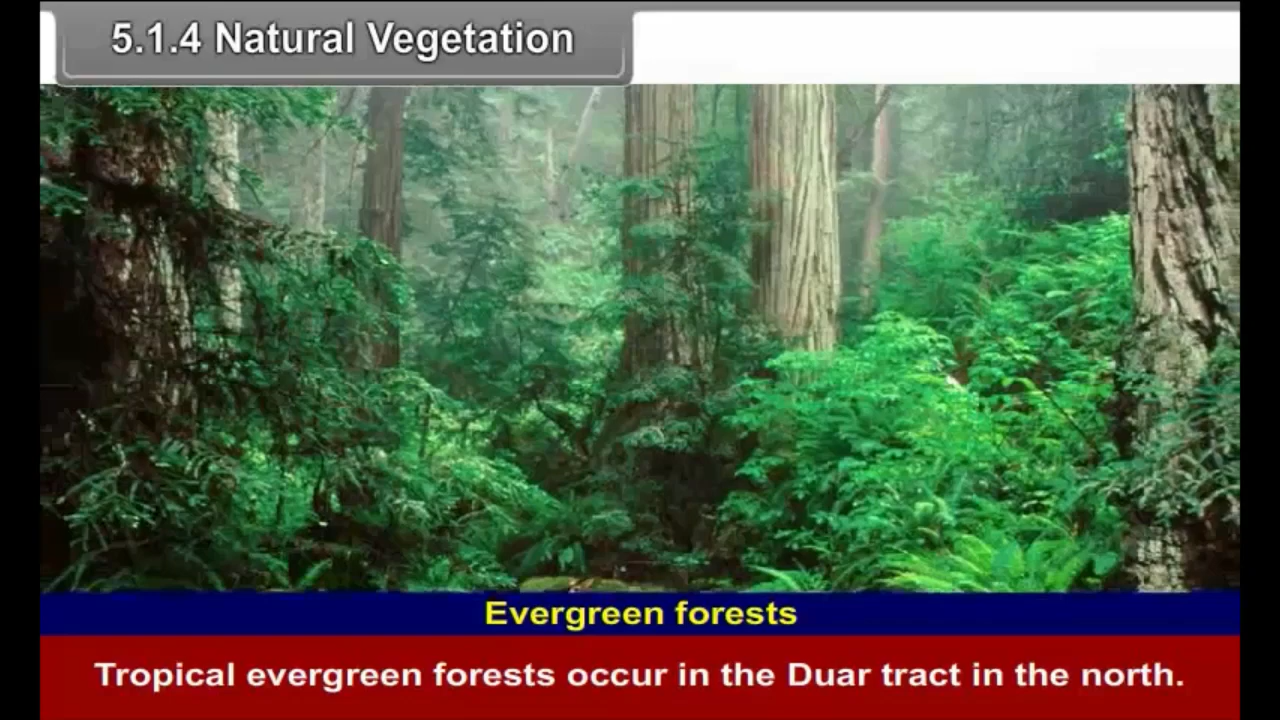 5.1.4 Natural Vegetation
Evergreen forests
Tropical evergreen forests occur in the Duar tract in the north.